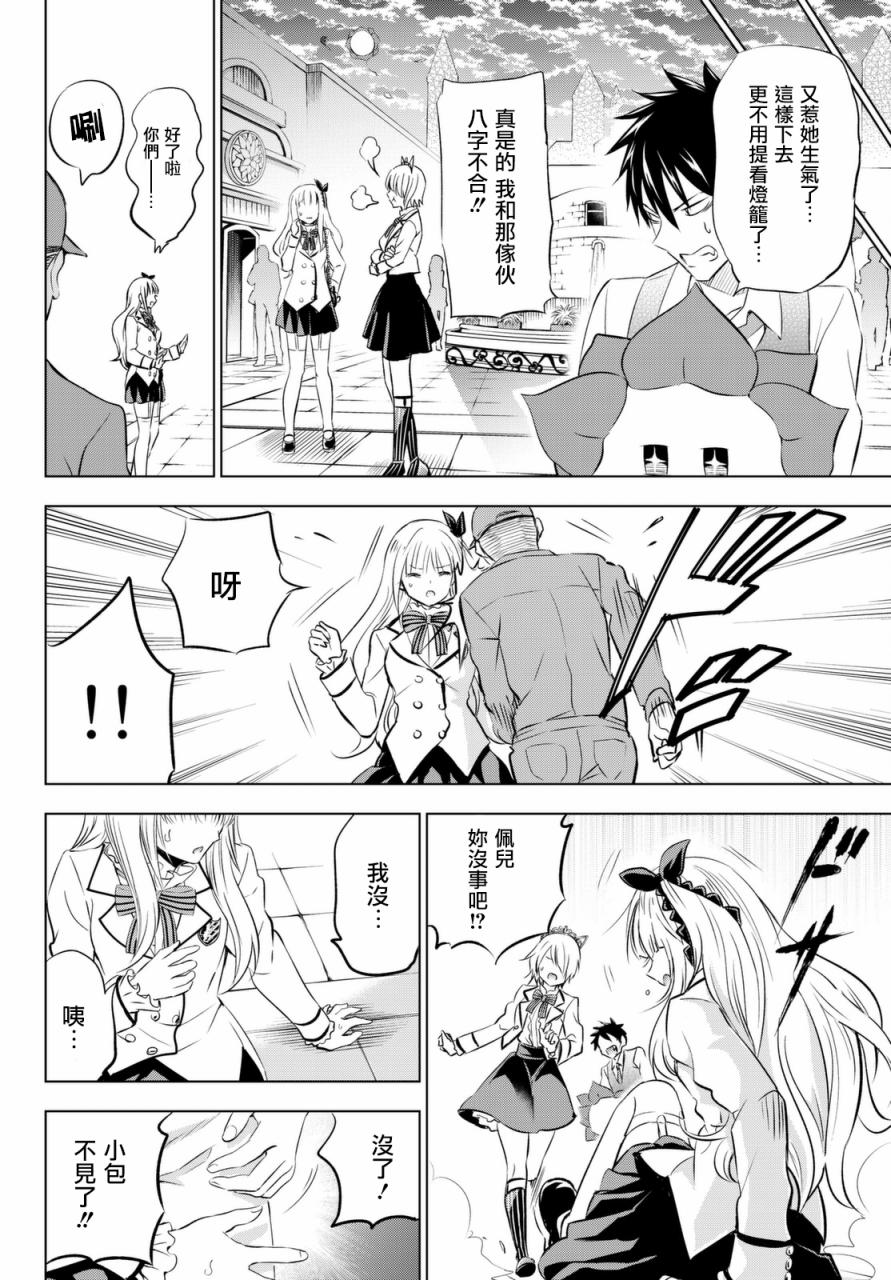 又惹她生氣了…
這樣下去
更不用提看燈籠了…
真是的 我和那傢伙
八字不合!!
好了啦
你們——…
呀
!!
佩兒
妳沒事吧!?
我沒…
咦…
沒了!
小包
不見了!!